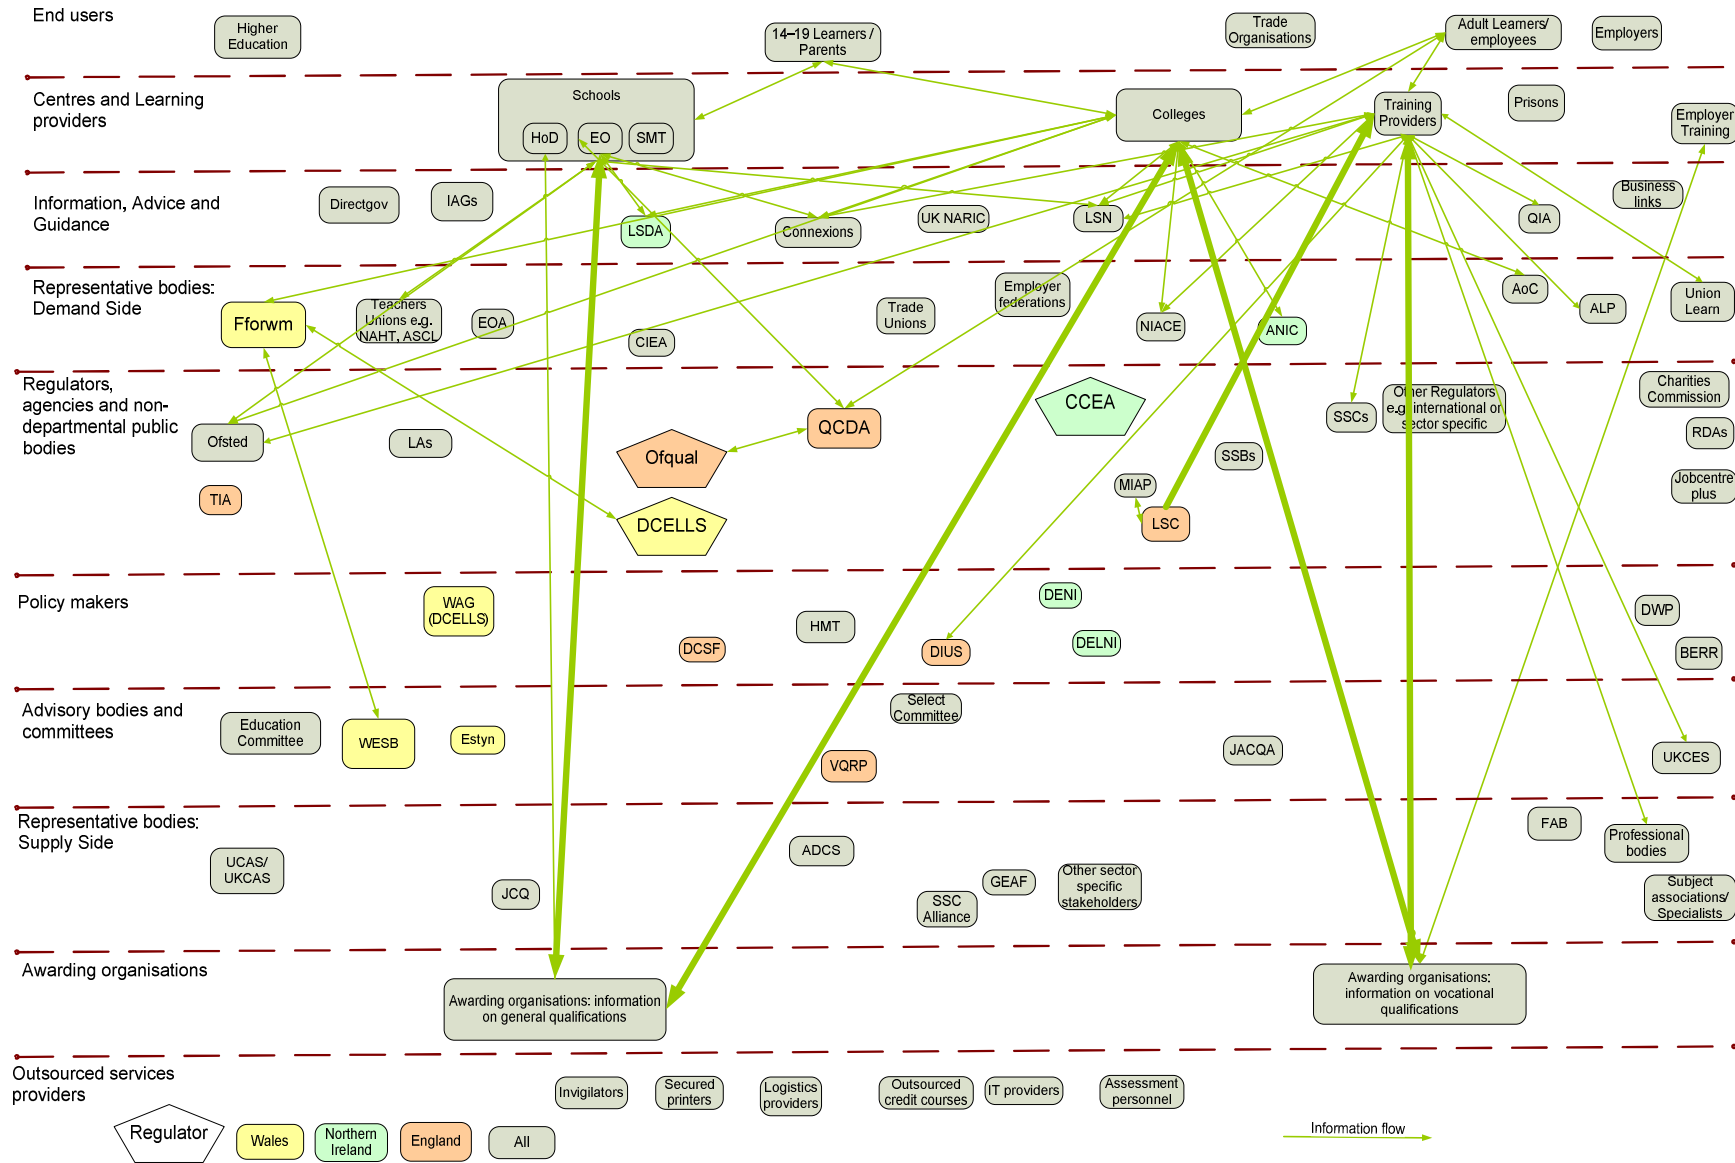 End users
Higher
Education
14–19 Learners /
Parents
Trade
Organisations
Adult Learners/
employees
Employers
Centres and Learning
providers
Schools
HoD
EO
SMT
Colleges
Training
Providers
Prisons
Employer
Training
Information, Advice and
Guidance
Directgov
IAGs
LSDA
Connexions
UK NARIC
LSN
QIA
Business
links
Representative bodies:
Demand Side
Fforwm
Teachers
Unions e.g.
NAHT, ASCL
EOA
CIEA
Trade
Unions
Employer
federations
NIACE
ANIC
AoC
ALP
Union
Learn
Regulators,
agencies and non-
departmental public
bodies
Ofsted
TIA
LAs
Ofqual
DCELLS
QCDA
CCEA
MIAP
LSC
SSBs
SSCs
Other Regulators
e.g. international or
sector specific
Charities
Commission
RDAs
Jobcentre
plus
Policy makers
WAG
(DCELLS)
DCSF
HMT
DIUS
DENI
DELNI
DWP
BERR
Advisory bodies and
committees
Education
Committee
WESB
Estyn
VQRP
Select
Committee
JACQA
UKCES
Representative bodies:
Supply Side
UCAS/
UKCAS
JCQ
ADCS
SSC
Alliance
GEAF
Other sector
specific
stakeholders
FAB
Professional
bodies
Subject
associations/
Specialists
Awarding organisations
Awarding organisations: information
on general qualifications
Awarding organisations:
information on vocational
qualifications
Outsourced services
providers
Invigilators
Secured
printers
Logistics
providers
Outsourced
credit courses
IT providers
Assessment
personnel
Regulator
Wales
Northern
Ireland
England
All
Information flow